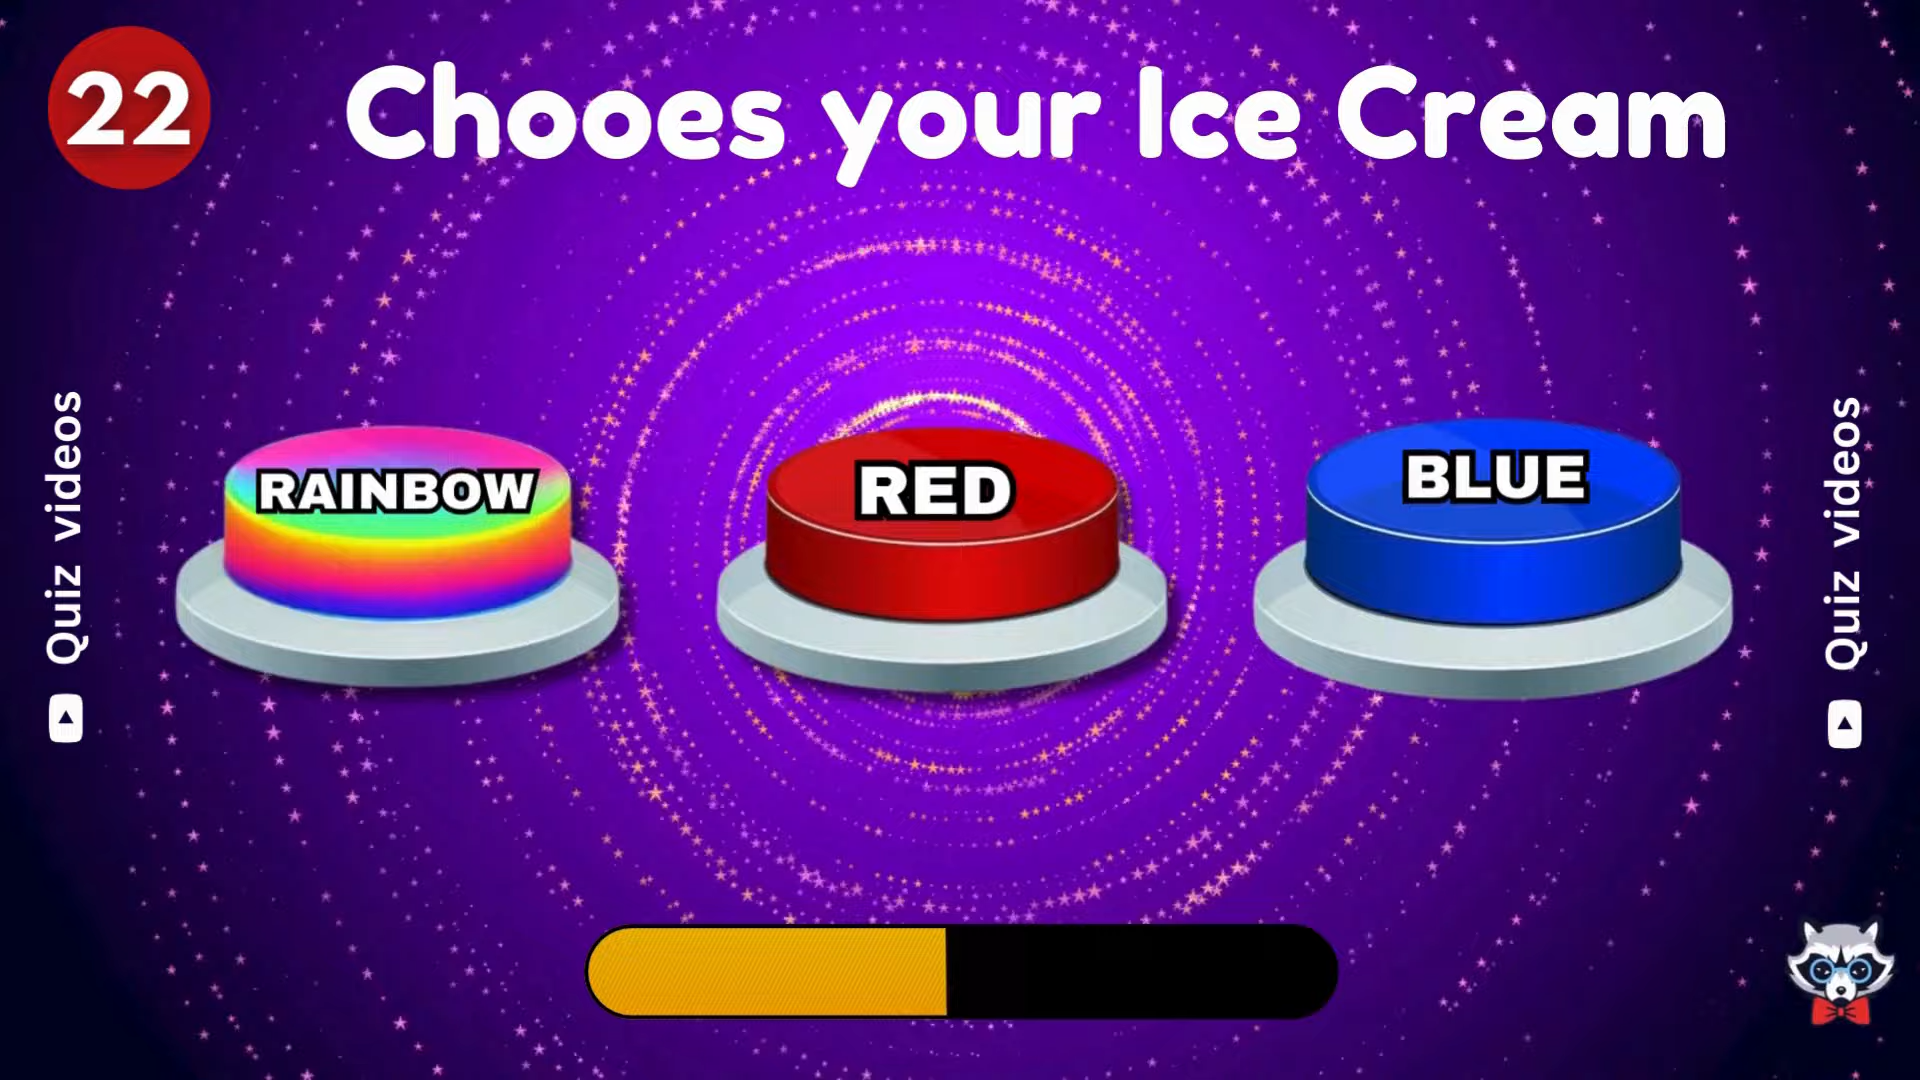 22
Chooes your Ice Cream
RAINBOW
RED
BLUE
Quiz videos
Quiz videos